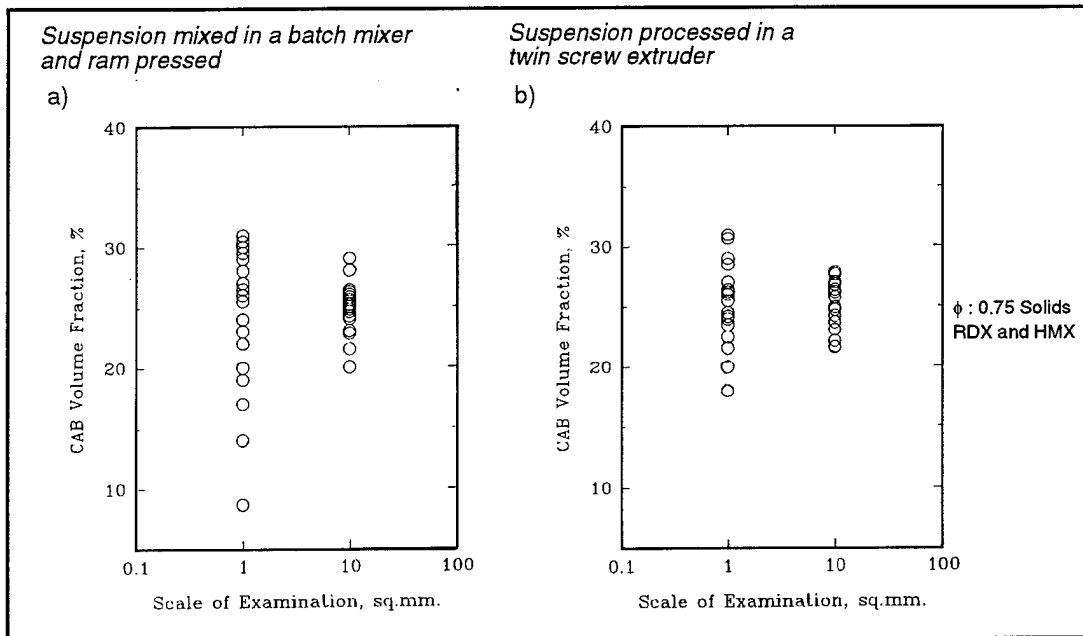 Suspension mixed in a batch mixer
and ram pressed
a)
40
30
20
10
CAB Volume Fraction, %
0.1 1 10 100
Scale of Examination, sq.mm.
Suspension processed in a
twin screw extruder
b)
40
30
20
10
CAB Volume Fraction, %
0.1 1 10 100
Scale of Examination, sq.mm.
ϕ : 0.75 Solids
RDX and HMX